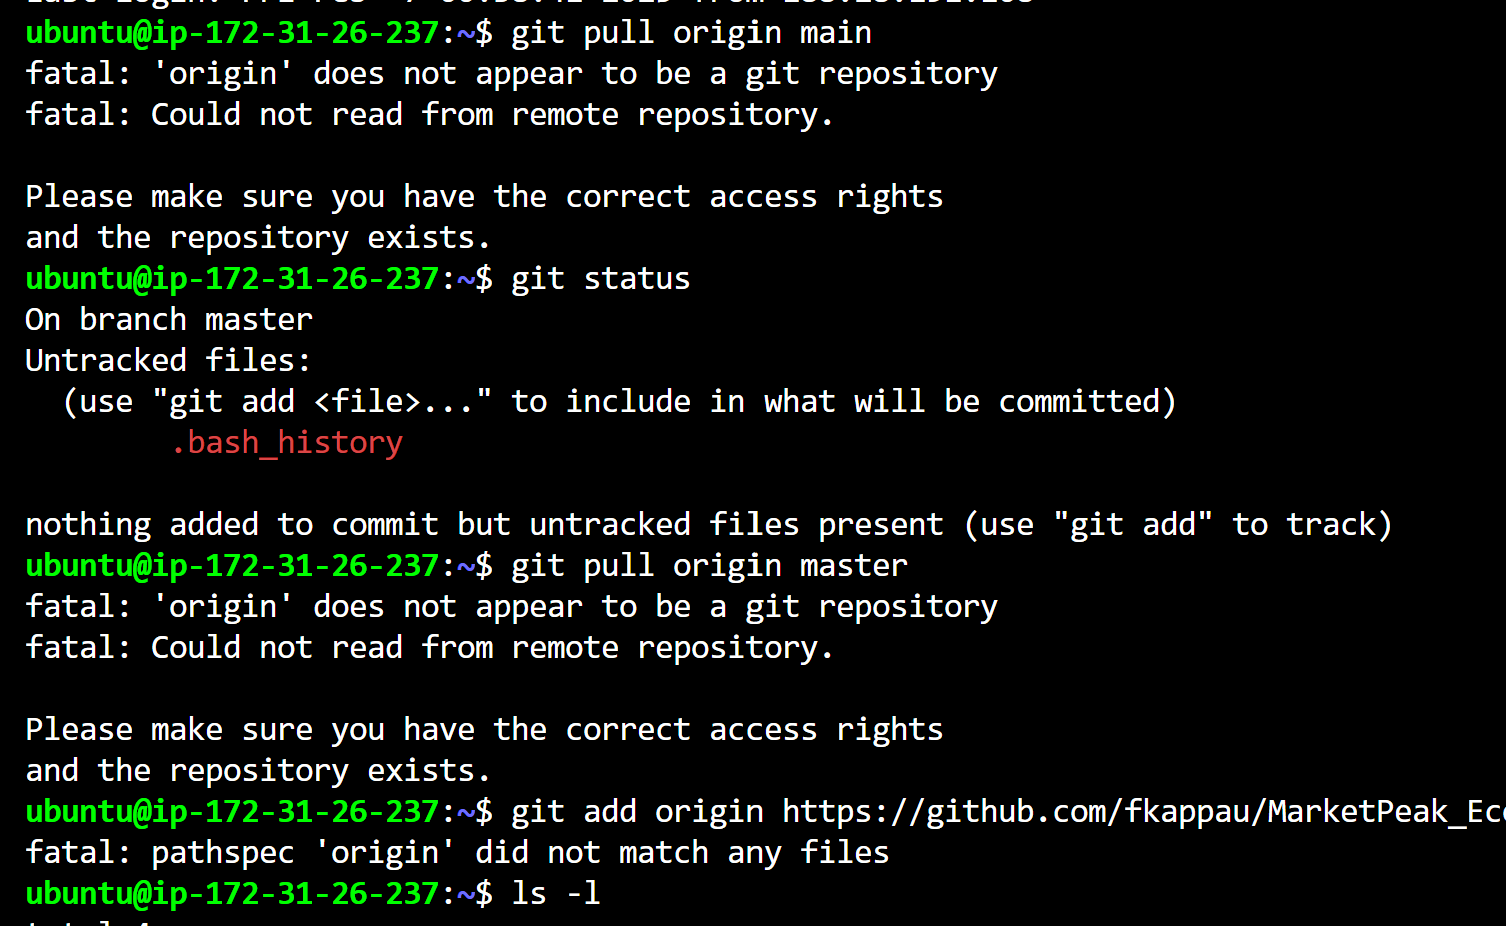 ubuntu@ip-172-31-26-237:~$ git pull origin main
fatal: 'origin' does not appear to be a git repository
fatal: Could not read from remote repository.
Please make sure you have the correct access rights
and the repository exists.
ubuntu@ip-172-31-26-237:~$ git status
On branch master
Untracked files:
  (use "git add <file>..." to include in what will be committed)
        .bash_history
nothing added to commit but untracked files present (use "git add" to track)
ubuntu@ip-172-31-26-237:~$ git pull origin master
fatal: 'origin' does not appear to be a git repository
fatal: Could not read from remote repository.
Please make sure you have the correct access rights
and the repository exists.
ubuntu@ip-172-31-26-237:~$ git add origin https://github.com/fkappau/MarketPeak_Ec
fatal: pathspec 'origin' did not match any files
ubuntu@ip-172-31-26-237:~$ ls -l